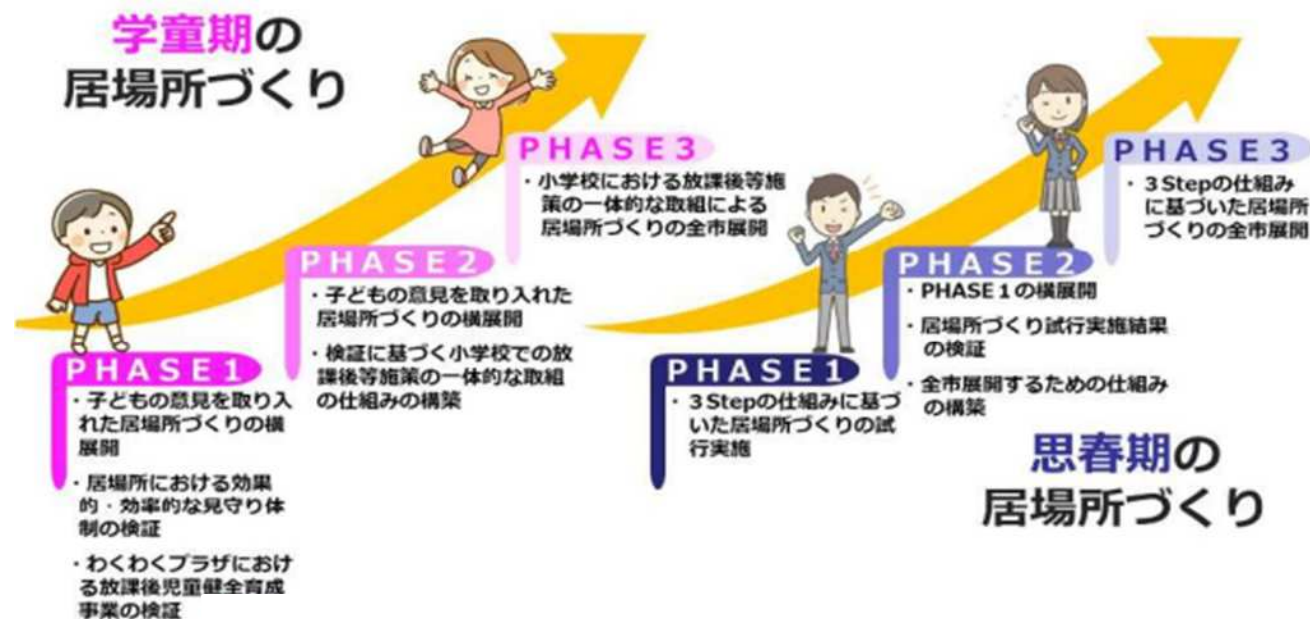 学童期の
居場所づくり
PHASE1
・子どもの意見を取り入
れた居場所づくりの横
展開
・居場所における効果
的・効率的な見守り体
制の検証
・わくわくプラザにおけ
る放課後児童健全育成
事業の検証
PHASE2
・子どもの意見を取り入れた
居場所づくりの横展開
・検証に基づく小学校での放
課後等施策の一体的な取組
の仕組みの構築
PHASE3
・小学校における放課後等施
策の一体的な取組による
居場所づくりの全市展開
思春期の
居場所づくり
PHASE1
・3Stepの仕組みに基づ
いた居場所づくりの試
行実施
PHASE2
・PHASE1の横展開
・居場所づくり試行実施結果
の検証
・全市展開するための仕組み
の構築
PHASE3
・3Stepの仕組み
に基づいた居場所
づくりの全市展開